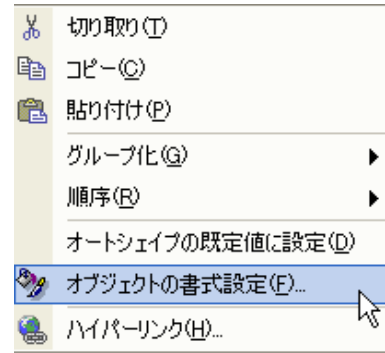 切り取り(T)
コピー(C)
貼り付け(P)
グループ化(G)
順序(R)
オートシェイプの既定値に設定(D)
オブジェクトの書式設定(F)...
ハイパーリンク(H)...